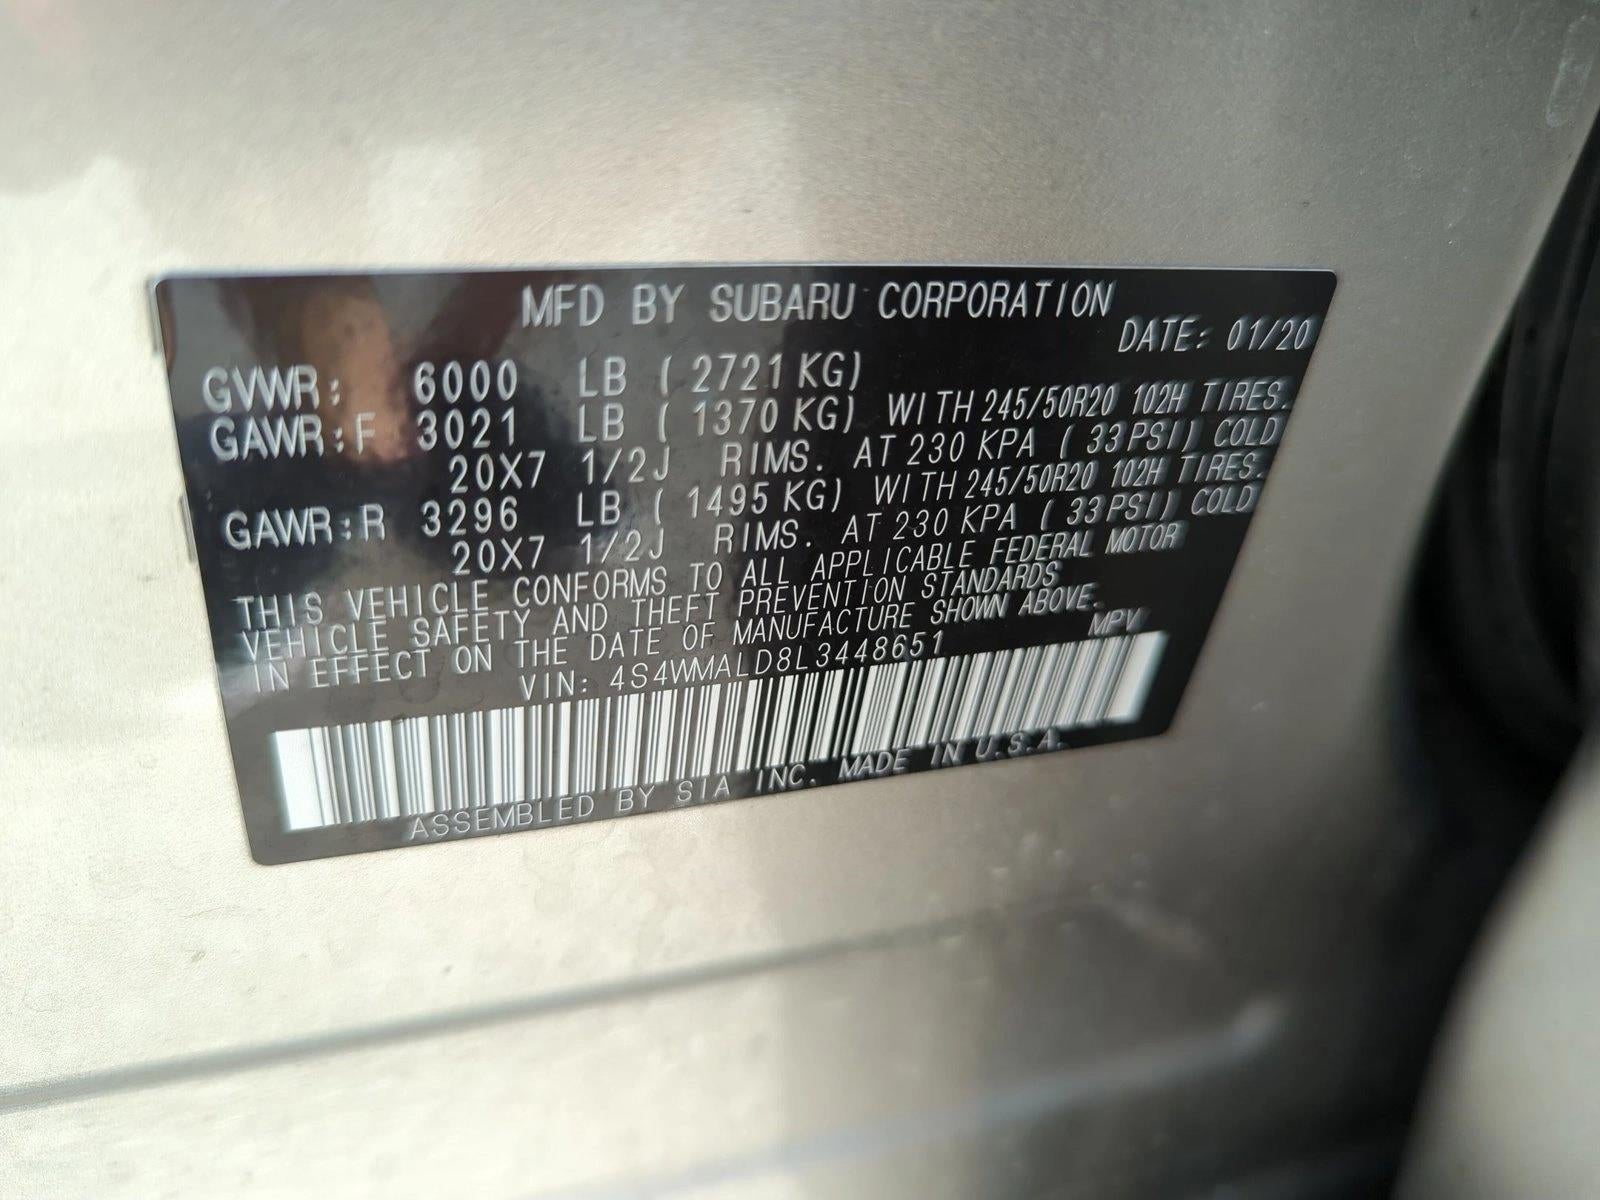 MFD BY SUBARU CORPORATION
DATE: 01/20
GVWR: 6000 LB ( 2721 KG)
GAWR:F 3021 LB ( 1370 KG) WITH 245/50R20 102H TIRES.
20X7 1/2J RIMS. AT 230 KPA ( 33 PSI) COLD
GAWR:R 3296 LB ( 1495 KG) WITH 245/50R20 102H TIRES.
20X7 1/2J RIMS. AT 230 KPA ( 33 PSI) COLD
THIS VEHICLE CONFORMS TO ALL APPLICABLE FEDERAL MOTOR
VEHICLE SAFETY AND THEFT PREVENTION STANDARDS
IN EFFECT ON THE DATE OF MANUFACTURE SHOWN ABOVE.
VIN: 4S4WMALD8L3448651 MPV
ASSEMBLED BY SIA INC. MADE IN U.S.A.